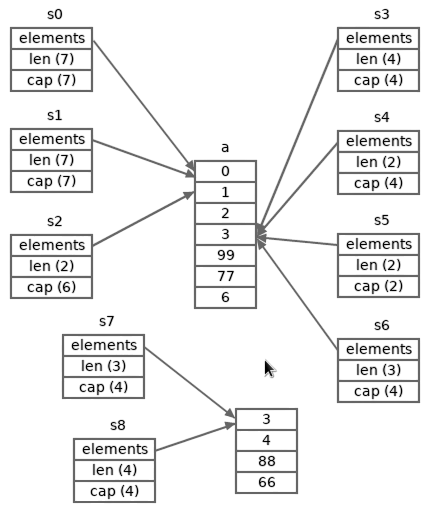 s0
elements
len (7)
cap (7)
s1
elements
len (7)
cap (7)
s2
elements
len (2)
cap (6)
a
0
1
2
3
99
77
6
s3
elements
len (4)
cap (4)
s4
elements
len (2)
cap (4)
s5
elements
len (2)
cap (2)
s6
elements
len (3)
cap (4)
s7
elements
len (3)
cap (4)
s8
elements
len (4)
cap (4)
3
4
88
66